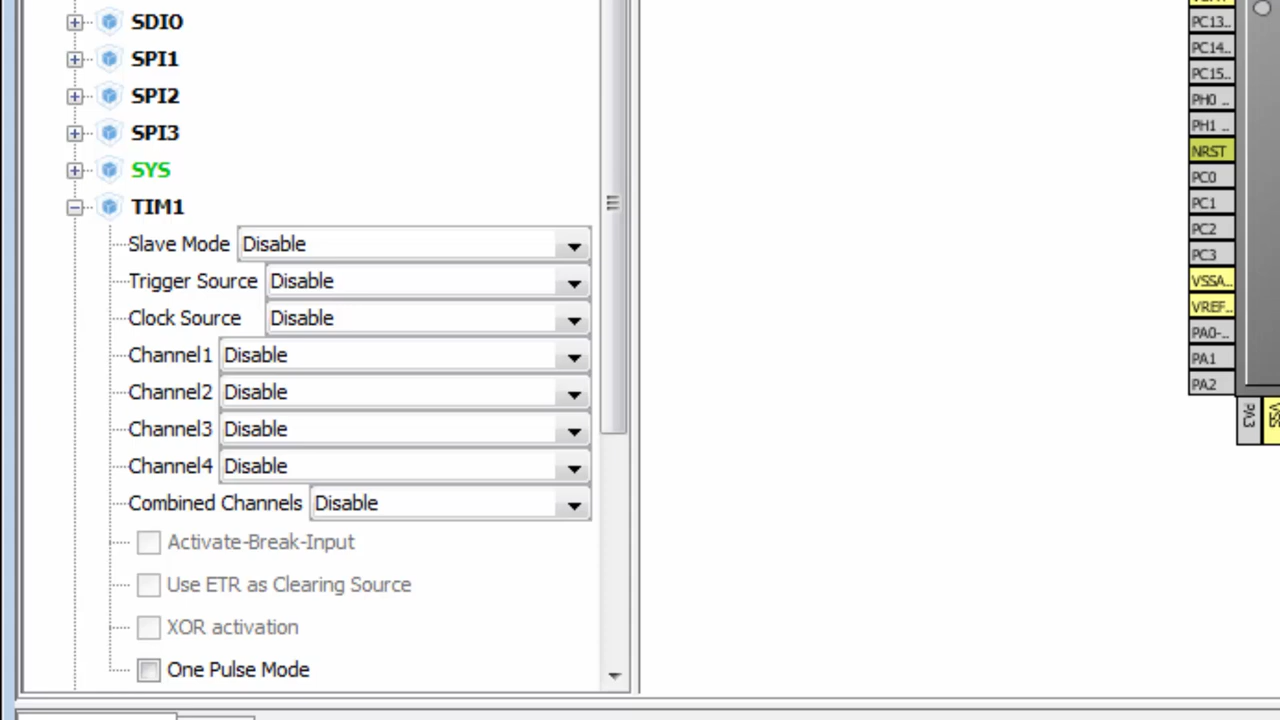 SDIO
SPI1
SPI2
SPI3
SYS
TIM1
Slave Mode Disable
Trigger Source Disable
Clock Source Disable
Channel1 Disable
Channel2 Disable
Channel3 Disable
Channel4 Disable
Combined Channels Disable
Activate-Break-Input
Use ETR as Clearing Source
XOR activation
One Pulse Mode
PC13..
PC14..
PC15..
PH0 ..
PH1 ..
NRST
PC0
PC1
PC2
PC3
VSSA..
VREF..
PA0-..
PA1
PA2
PA3